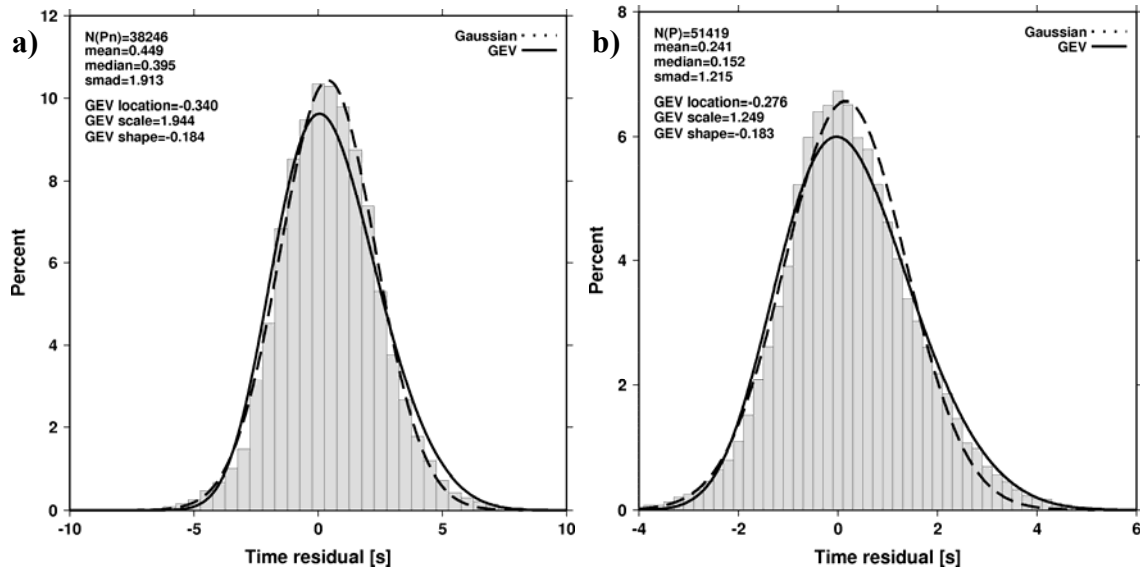 a)
N(Pn)=38246
mean=0.449
median=0.395
smad=1.913
GEV location=-0.340
GEV scale=1.944
GEV shape=-0.184
Gaussian
GEV
12
10
8
6
4
2
0
Percent
-10 -5 0 5 10
Time residual [s]
b)
N(P)=51419
mean=0.241
median=0.152
smad=1.215
GEV location=-0.276
GEV scale=1.249
GEV shape=-0.183
Gaussian
GEV
8
6
4
2
0
Percent
-4 -2 0 2 4 6
Time residual [s]